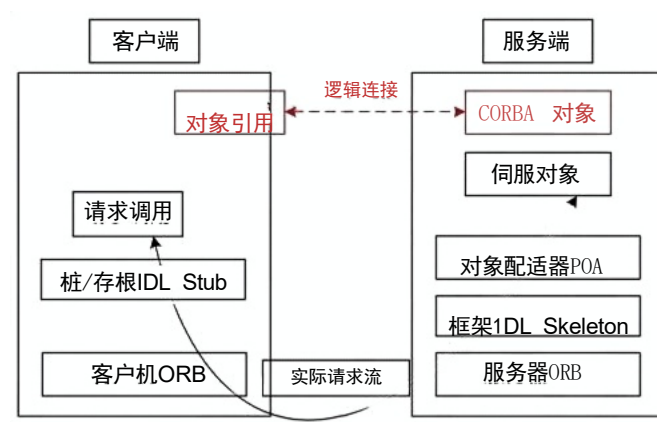 客户端
服务端
逻辑连接
对象引用
CORBA 对象
伺服对象
请求调用
对象配适器POA
桩/存根IDL Stub
框架1DL Skeleton
客户机ORB
实际请求流
服务器ORB